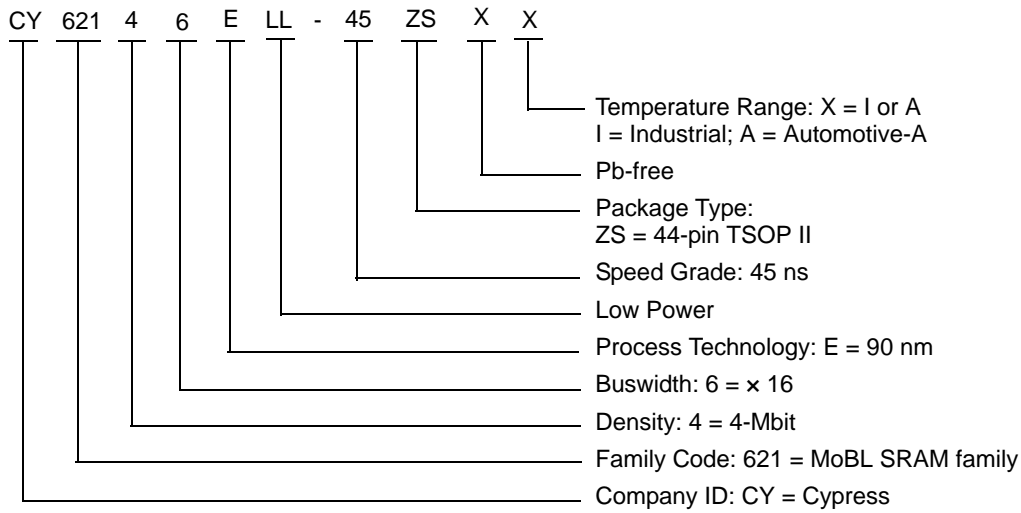 CY 621 4 6 E LL - 45 ZS X X
Temperature Range: X = I or A
I = Industrial; A = Automotive-A
Pb-free
Package Type:
ZS = 44-pin TSOP II
Speed Grade: 45 ns
Low Power
Process Technology: E = 90 nm
Buswidth: 6 = × 16
Density: 4 = 4-Mbit
Family Code: 621 = MoBL SRAM family
Company ID: CY = Cypress